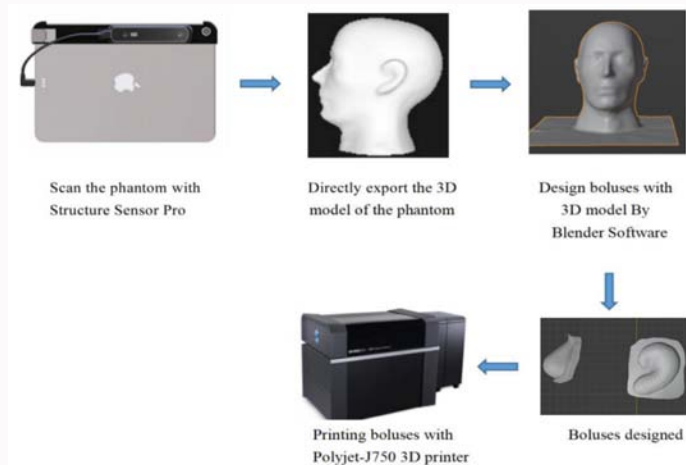 Scan the phantom with
Structure Sensor Pro
Directly export the 3D
model of the phantom
Design boluses with
3D model By
Blender Software
Printing boluses with
Polyjet-J750 3D printer
Boluses designed